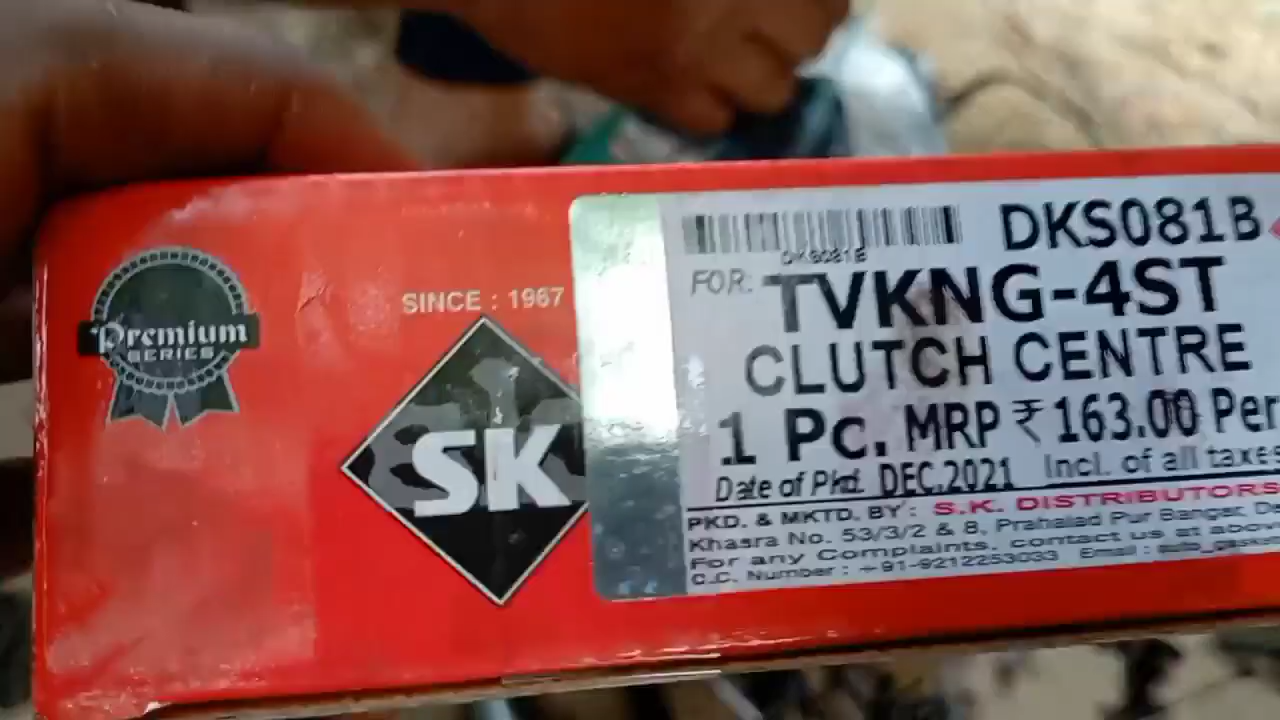 Premium
SERIES
SINCE : 1967
SK
DKS081B
DKS081B
FOR: TVKNG-4ST
CLUTCH CENTRE
1 Pc. MRP ₹ 163.00 Per
Date of Pkd. DEC.2021 Incl. of all taxes
PKD. & MKTD. BY: S.K. DISTRIBUTORS
Khasra No. 53/3/2 & 8, Prahalad Pur Bangar, De
For any Complaints, contact us at above
C.C. Number : +91-9212253033 Email :